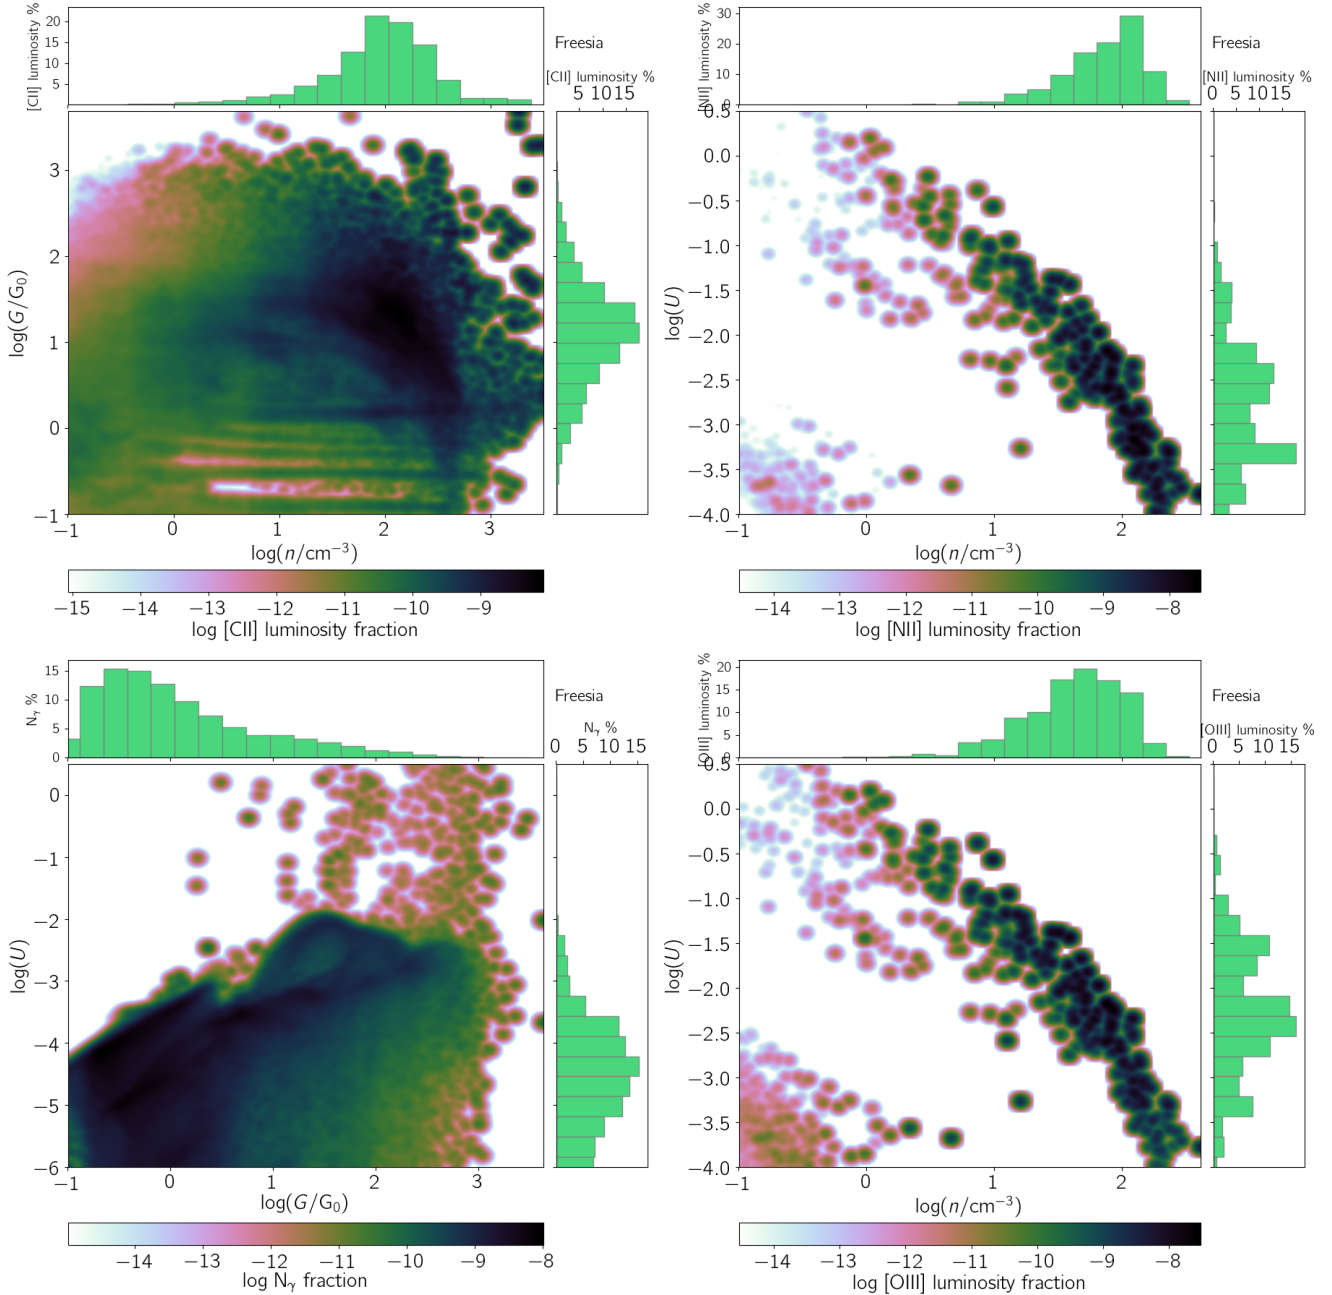 [CII] luminosity %
20
15
10
5
Freesia
[CII] luminosity %
5 10 15
log(G/G₀)
3
2
1
0
−1
−1 0 1 2 3
log(n/cm⁻³)
−15 −14 −13 −12 −11 −10 −9
log [CII] luminosity fraction
[NII] luminosity %
30
20
10
0
Freesia
[NII] luminosity %
0 5 10 15
log(U)
0.5
0.0
−0.5
−1.0
−1.5
−2.0
−2.5
−3.0
−3.5
−4.0
−1 0 1 2
log(n/cm⁻³)
−14 −13 −12 −11 −10 −9 −8
log [NII] luminosity fraction
Nγ %
15
10
5
0
Freesia
Nγ %
0 5 10 15
log(U)
0
−1
−2
−3
−4
−5
−6
−1 0 1 2 3
log(G/G₀)
−14 −13 −12 −11 −10 −9 −8
log Nγ fraction
[OIII] luminosity %
20
15
10
5
0
Freesia
[OIII] luminosity %
0 5 10 15
log(U)
0.5
0.0
−0.5
−1.0
−1.5
−2.0
−2.5
−3.0
−3.5
−4.0
−1 0 1 2
log(n/cm⁻³)
−14 −13 −12 −11 −10 −9 −8
log [OIII] luminosity fraction